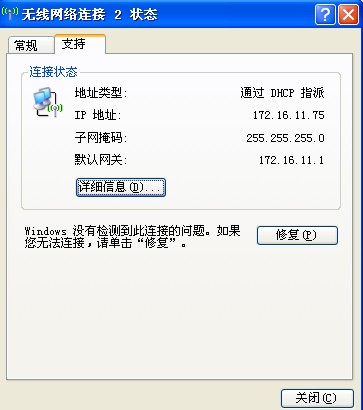 无线网络连接 2 状态
常规 支持
连接状态
地址类型: 通过 DHCP 指派
IP 地址: 172.16.11.75
子网掩码: 255.255.255.0
默认网关: 172.16.11.1
详细信息(D)...
Windows 没有检测到此连接的问题。如果
您无法连接,请单击“修复”。
修复(P)
关闭(C)